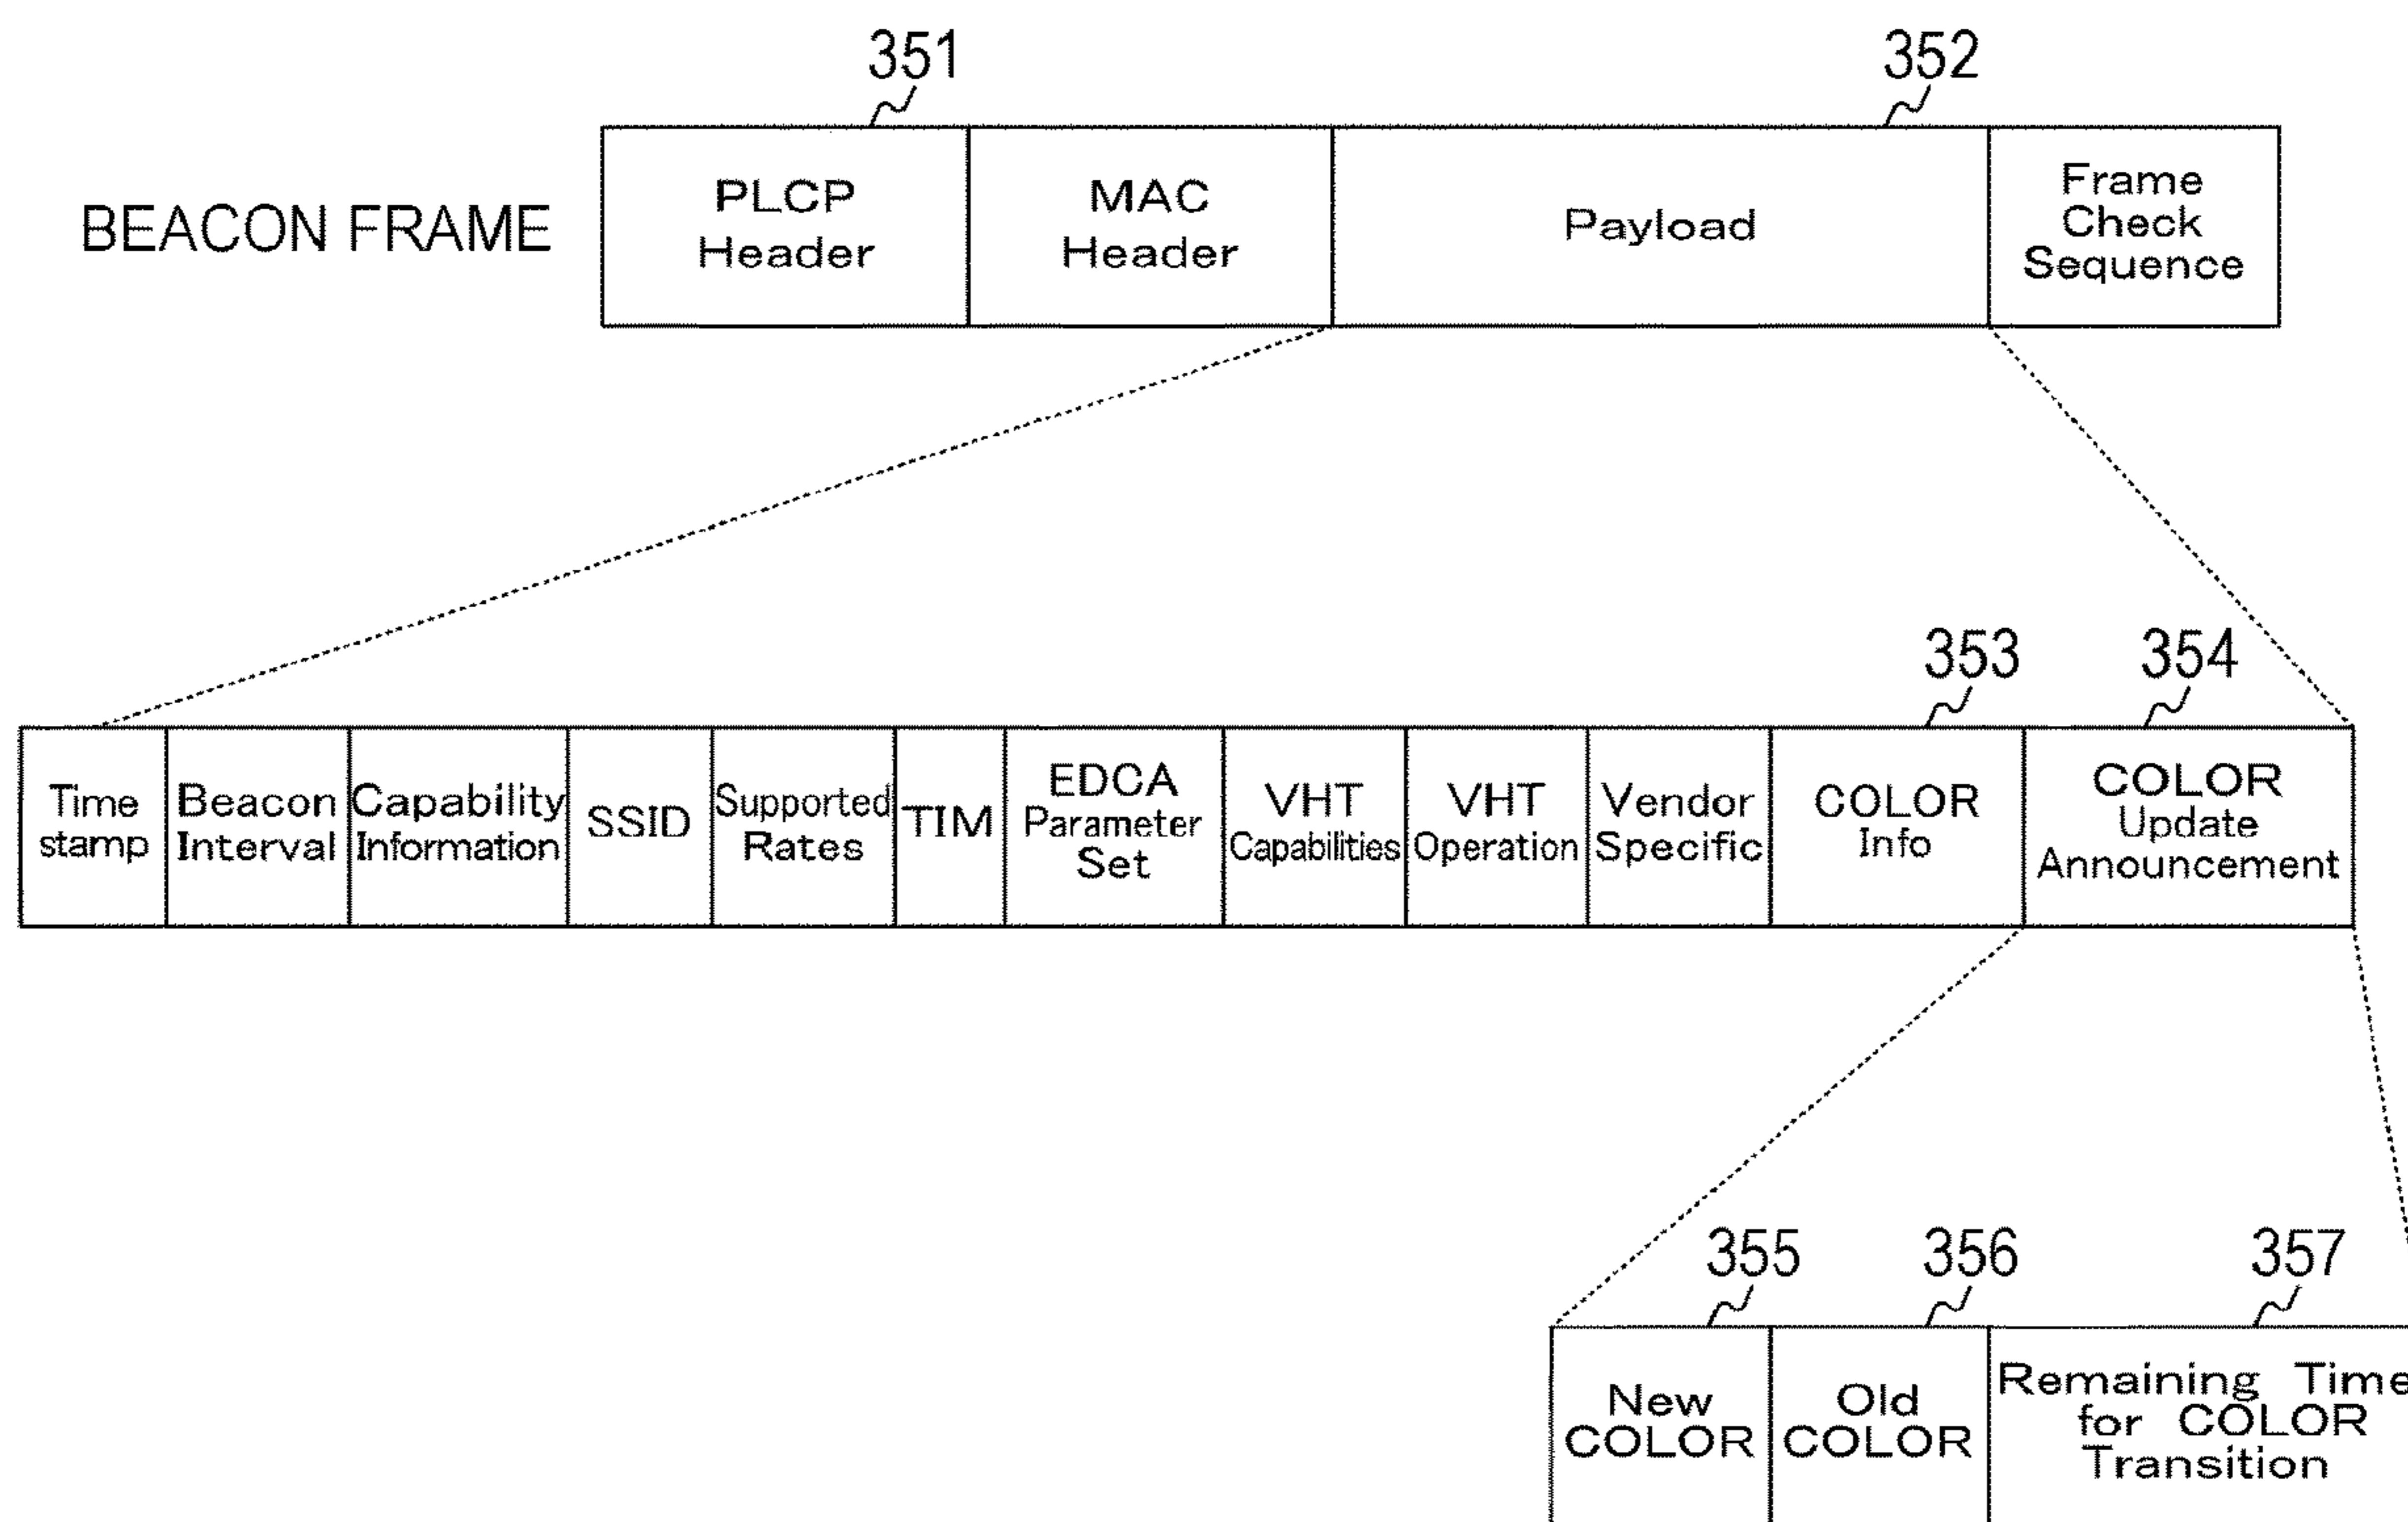 351
352
BEACON FRAME
PLCP
Header
MAC
Header
Payload
Frame
Check
Sequence
353
354
Time
stamp
Beacon
Interval
Capability
Information
SSID
Supported
Rates
TIM
EDCA
Parameter
Set
VHT
Capabilities
VHT
Operation
Vendor
Specific
COLOR
Info
COLOR
Update
Announcement
355
356
357
New
COLOR
Old
COLOR
Remaining Time
for COLOR
Transition